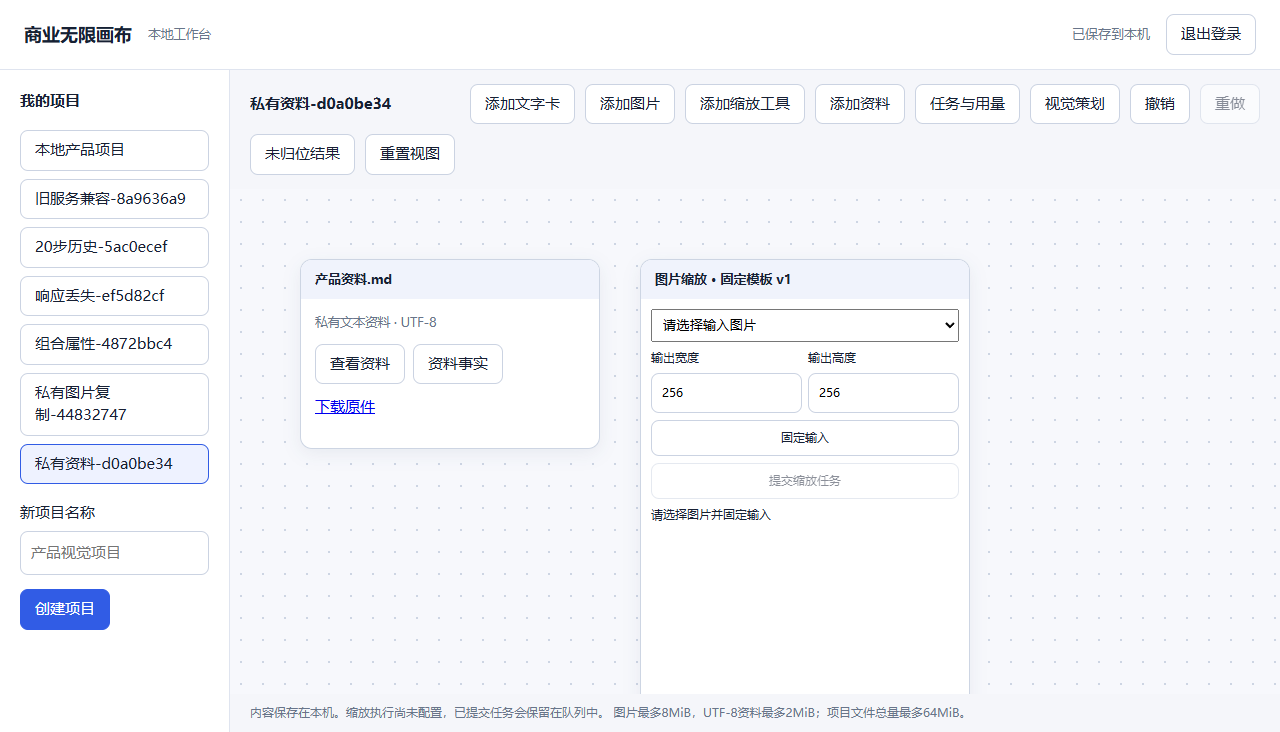 商业无限画布 本地工作台 已保存到本机 退出登录
我的项目
本地产品项目
旧服务兼容-8a9636a9
20步历史-5ac0ecef
响应丢失-ef5d82cf
组合属性-4872bbc4
私有图片复
制-44832747
私有资料-d0a0be34
新项目名称
产品视觉项目
创建项目
私有资料-d0a0be34 添加文字卡 添加图片 添加缩放工具 添加资料 任务与用量 视觉策划 撤销 重做
未归位结果 重置视图
产品资料.md
私有文本资料 · UTF-8
查看资料 资料事实
下载原件
图片缩放 • 固定模板 v1
请选择输入图片
输出宽度 输出高度
256 256
固定输入
提交缩放任务
请选择图片并固定输入
内容保存在本机。缩放执行尚未配置，已提交任务会保留在队列中。 图片最多8MiB，UTF-8资料最多2MiB；项目文件总量最多64MiB。